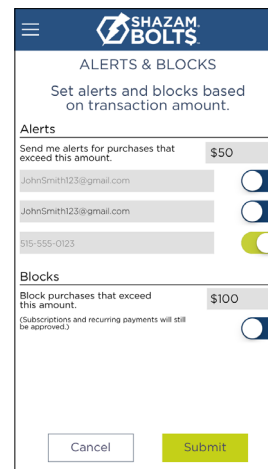 SHAZAM.
BOLT$.
ALERTS & BLOCKS
Set alerts and blocks based
on transaction amount.
Alerts
Send me alerts for purchases that
exceed this amount.
$50
JohnSmith123@gmail.com
JohnSmith123@gmail.com
515-555-0123
Blocks
Block purchases that exceed
this amount.
$100
(Subscriptions and recurring payments will still
be approved.)
Cancel
Submit